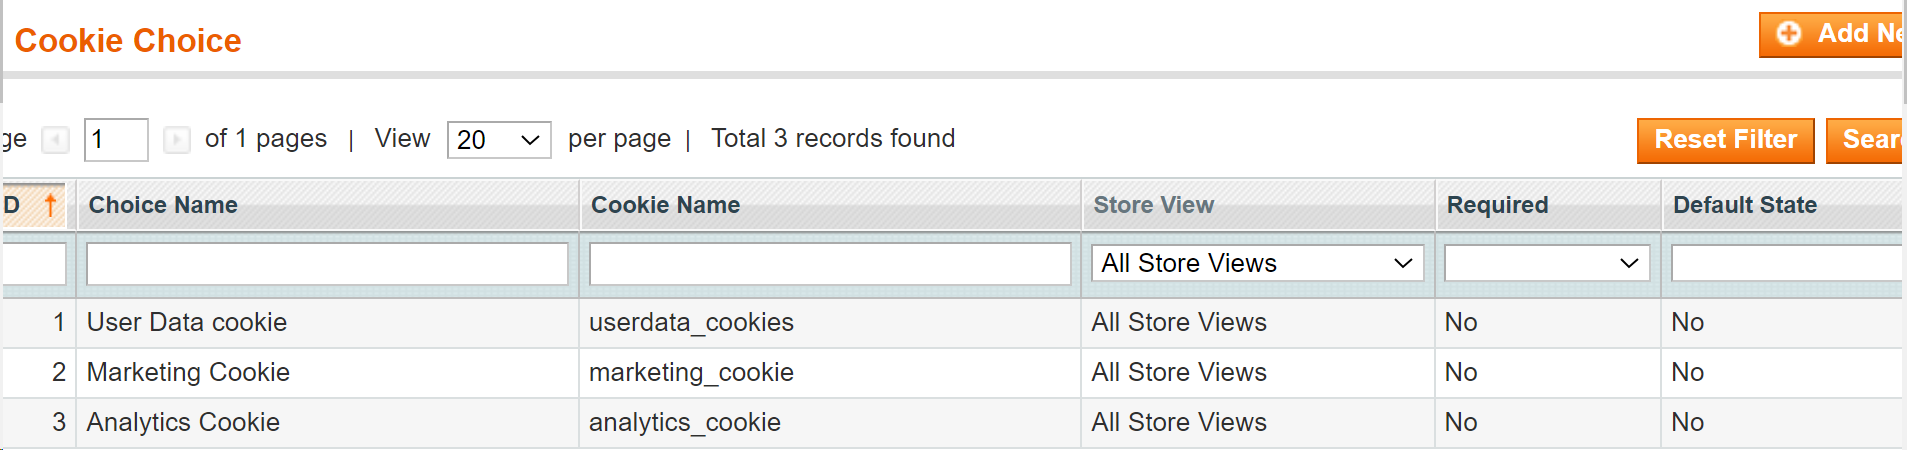 Cookie Choice
Add Ne
ge 1 of 1 pages | View 20 per page | Total 3 records found
Reset Filter Sear
D Choice Name Cookie Name Store View Required Default State
All Store Views
1 User Data cookie userdata_cookies All Store Views No No
2 Marketing Cookie marketing_cookie All Store Views No No
3 Analytics Cookie analytics_cookie All Store Views No No